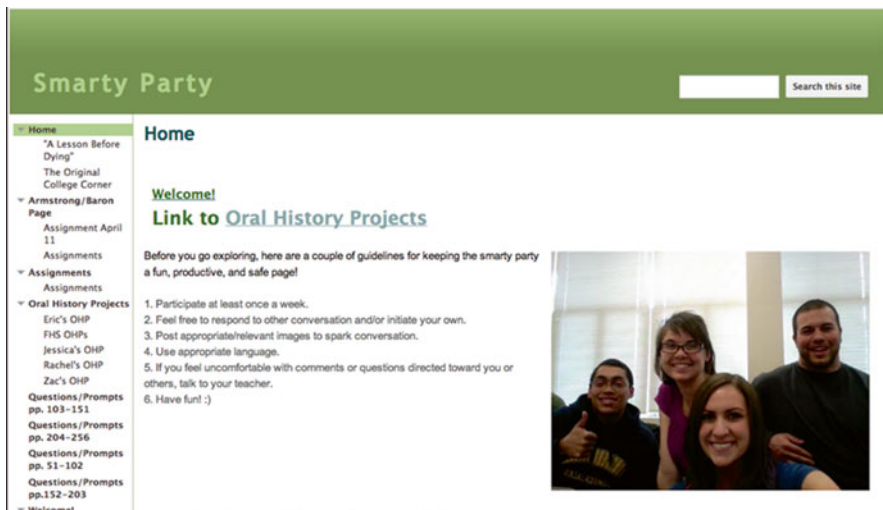 Smarty Party
Search this site
Home
"A Lesson Before
Dying"
The Original
College Corner
Armstrong/Baron
Page
Assignment April
11
Assignments
Assignments
Assignments
Oral History Projects
Eric's OHP
FHS OHPs
Jessica's OHP
Rachel's OHP
Zac's OHP
Questions/Prompts
pp. 103-151
Questions/Prompts
pp. 204-256
Questions/Prompts
pp. 51-102
Questions/Prompts
pp.152-203
Welcome!
Home
Welcome!
Link to Oral History Projects
Before you go exploring, here are a couple of guidelines for keeping the smarty party
a fun, productive, and safe page!
1. Participate at least once a week.
2. Feel free to respond to other conversation and/or initiate your own.
3. Post appropriate/relevant images to spark conversation.
4. Use appropriate language.
5. If you feel uncomfortable with comments or questions directed toward you or
others, talk to your teacher.
6. Have fun! :)